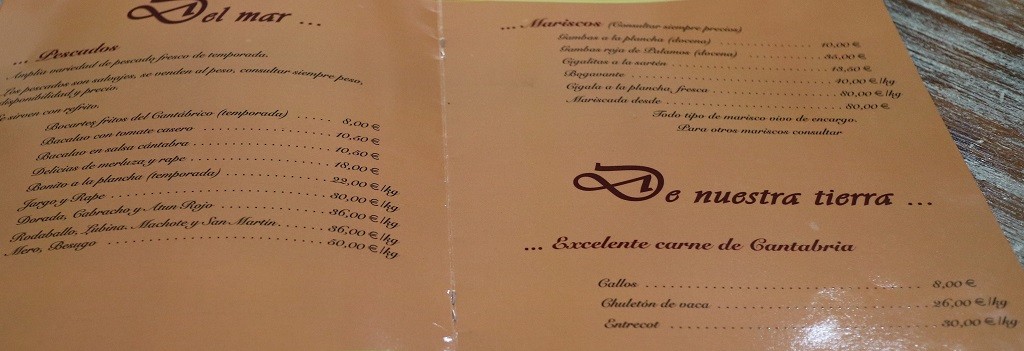 Del mar ...
... Pescados
Amplia variedad de pescado fresco de temporada.
Los pescados son salvajes, se venden al peso, consultar siempre peso,
disponibilidad y precio.
Se sirven con refrito.
Bocartes fritos del Cantábrico (temporada) 8,00 €
Bacalao con tomate casero 10,50 €
Bacalao en salsa cántabra 10,50 €
Delicias de merluza y rape 18,00 €
Bonito a la plancha (temporada) 22,00 €/kg
Jargo y Rape 30,00 €/kg
Dorada, Cabracho y Atun Rojo 36,00 €/kg
Rodaballo, Lubina, Machote y San Martín 36,00 €/kg
Mero, Besugo 50,00 €/kg
... Mariscos (Consultar siempre precios)
Gambas a la plancha (docena) 10,00 €
Gambas roja de Palamos (docena) 35,00 €
Cigalitas a la sartén 13,50 €
Bogavante 40,00 €/kg
Cigala a la plancha, fresca 80,00 €/kg
Mariscada desde 80,00 €
Todo tipo de marisco vivo de encargo.
Para otros mariscos consultar
De nuestra tierra ...
... Excelente carne de Cantabria
Callos 8,00 €
Chuletón de vaca 26,00 €/kg
Entrecot 30,00 €/kg